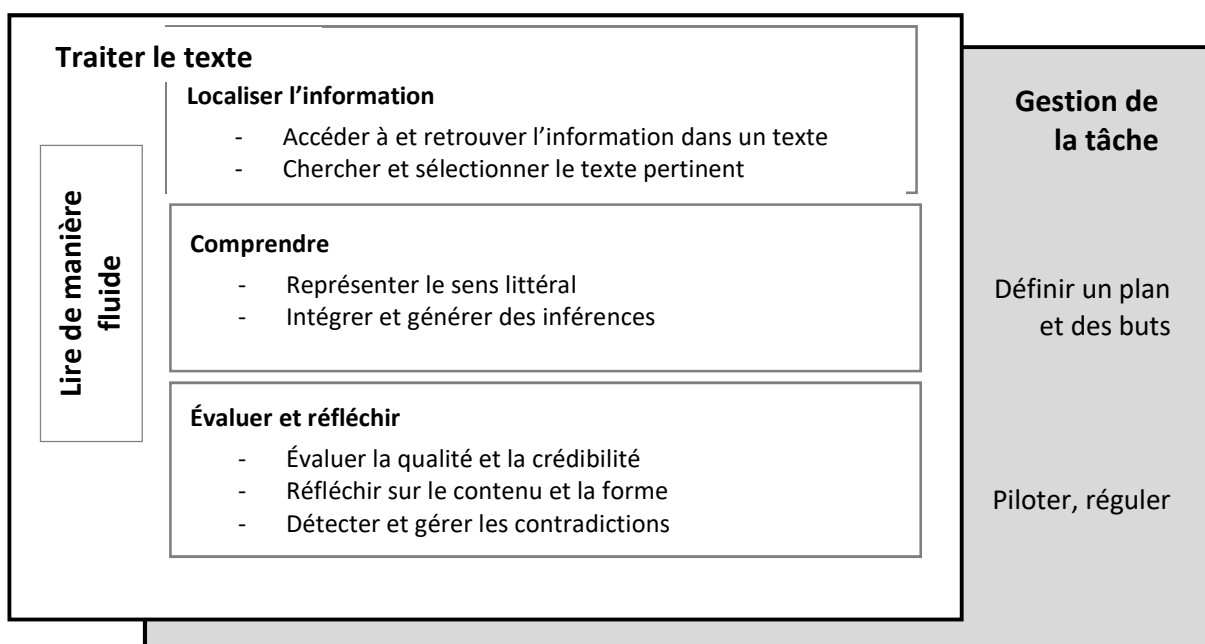 Traiter le texte
Localiser l’information
- Accéder à et retrouver l’information dans un texte
- Chercher et sélectionner le texte pertinent
Lire de manière
fluide
Comprendre
- Représenter le sens littéral
- Intégrer et générer des inférences
Évaluer et réfléchir
- Évaluer la qualité et la crédibilité
- Réfléchir sur le contenu et la forme
- Détecter et gérer les contradictions
Gestion de
la tâche
Définir un plan
et des buts
Piloter, réguler